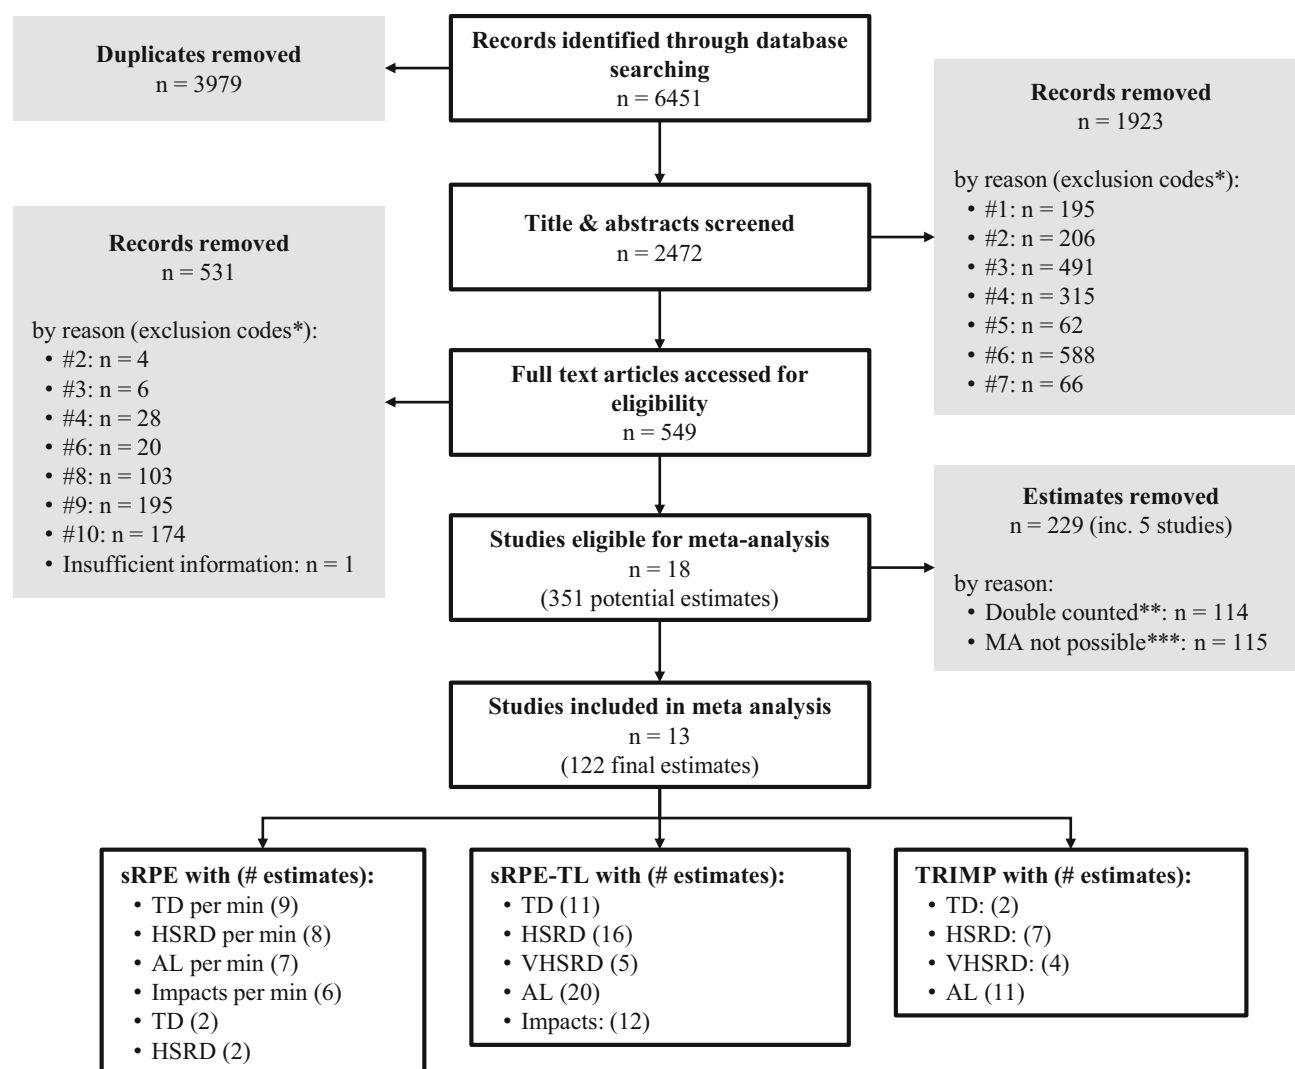 Records identified through database
searching
n = 6451
Duplicates removed
n = 3979
Title & abstracts screened
n = 2472
Records removed
n = 1923
by reason (exclusion codes*):
• #1: n = 195
• #2: n = 206
• #3: n = 491
• #4: n = 315
• #5: n = 62
• #6: n = 588
• #7: n = 66
Full text articles accessed for
eligibility
n = 549
Records removed
n = 531
by reason (exclusion codes*):
• #2: n = 4
• #3: n = 6
• #4: n = 28
• #6: n = 20
• #8: n = 103
• #9: n = 195
• #10: n = 174
• Insufficient information: n = 1
Studies eligible for meta-analysis
n = 18
(351 potential estimates)
Estimates removed
n = 229 (inc. 5 studies)
by reason:
• Double counted**: n = 114
• MA not possible***: n = 115
Studies included in meta analysis
n = 13
(122 final estimates)
sRPE with (# estimates):
• TD per min (9)
• HSRD per min (8)
• AL per min (7)
• Impacts per min (6)
• TD (2)
• HSRD (2)
sRPE-TL with (# estimates):
• TD (11)
• HSRD (16)
• VHSRD (5)
• AL (20)
• Impacts: (12)
TRIMP with (# estimates):
• TD: (2)
• HSRD: (7)
• VHSRD: (4)
• AL (11)